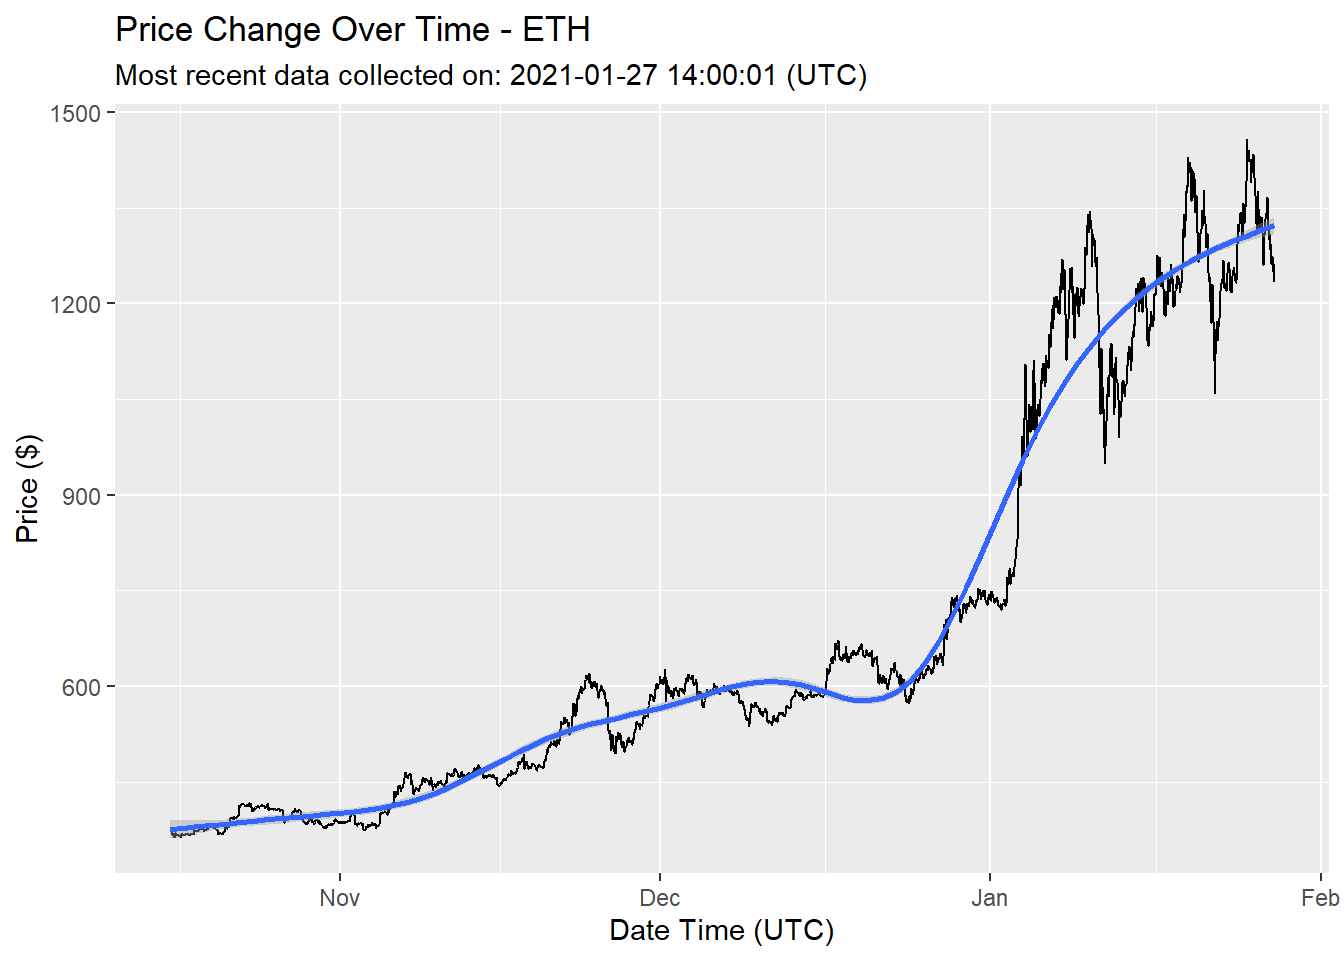 Price Change Over Time - ETH
Most recent data collected on: 2021-01-27 14:00:01 (UTC)
Price ($)
1500
1200
900
600
Nov
Dec
Jan
Feb
Date Time (UTC)